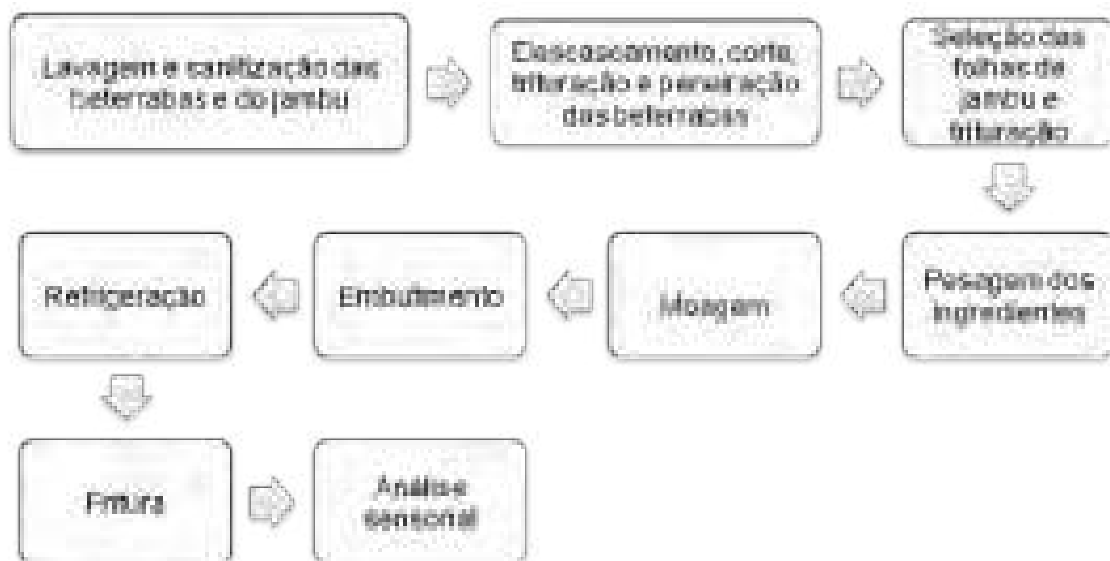 Lavagem e sanitização das
beterrabas e do jambu
Descascamento, corte,
trituração e peneiração
das beterrabas
Seleção das
folhas de
jambu e
trituração
Pesagem dos
ingredientes
Moagem
Embutimento
Refrigeração
Fritura
Análise
sensorial